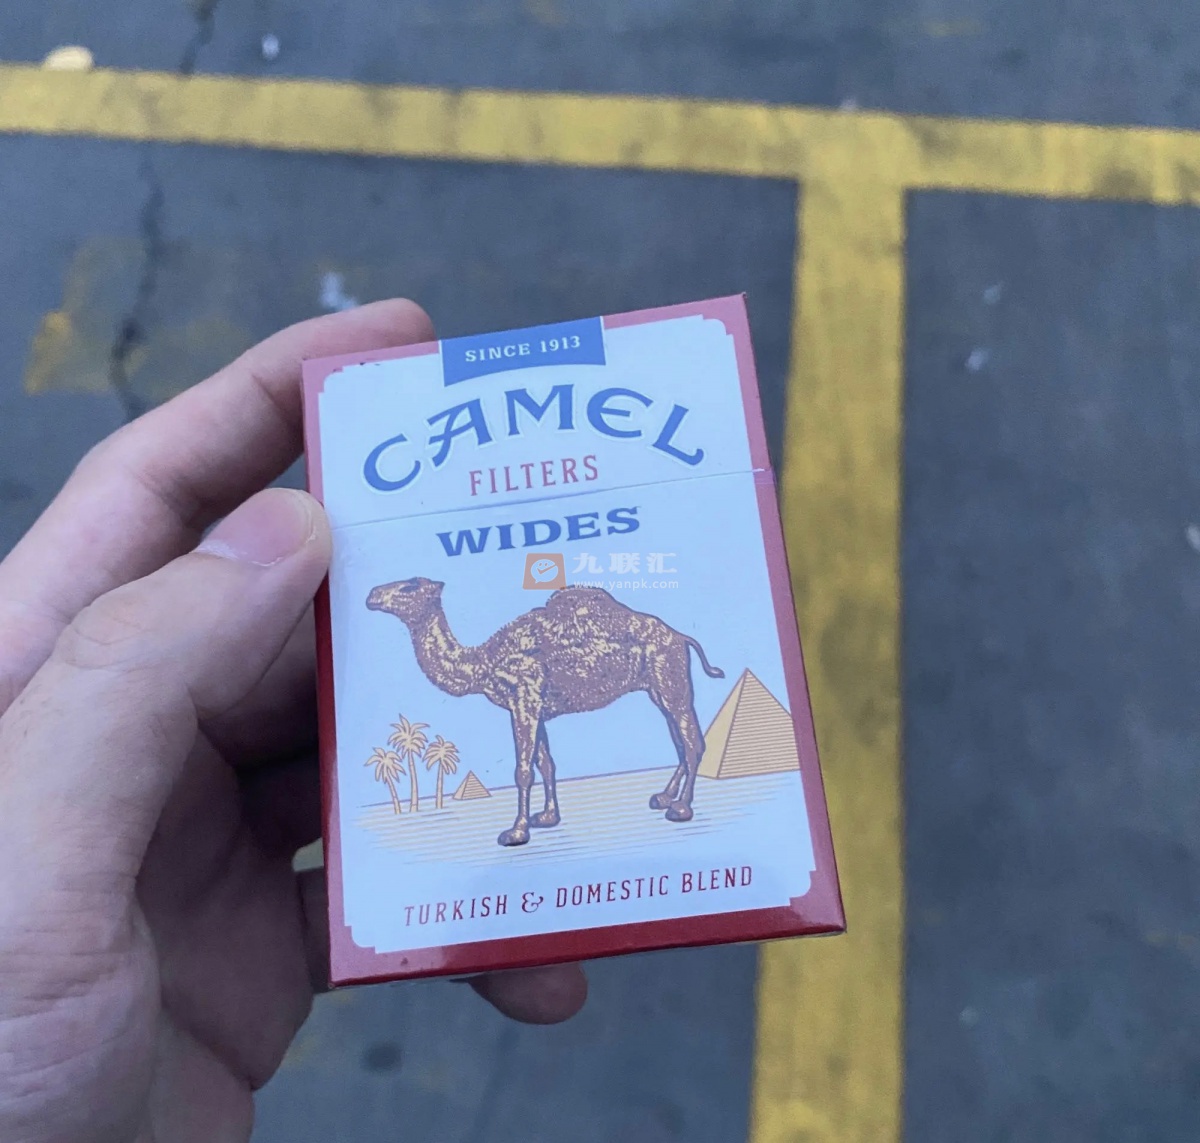 SINCE 1913
CAMEL
FILTERS
WIDES
九联汇
www.yanpk.com
TURKISH & DOMESTIC BLEND